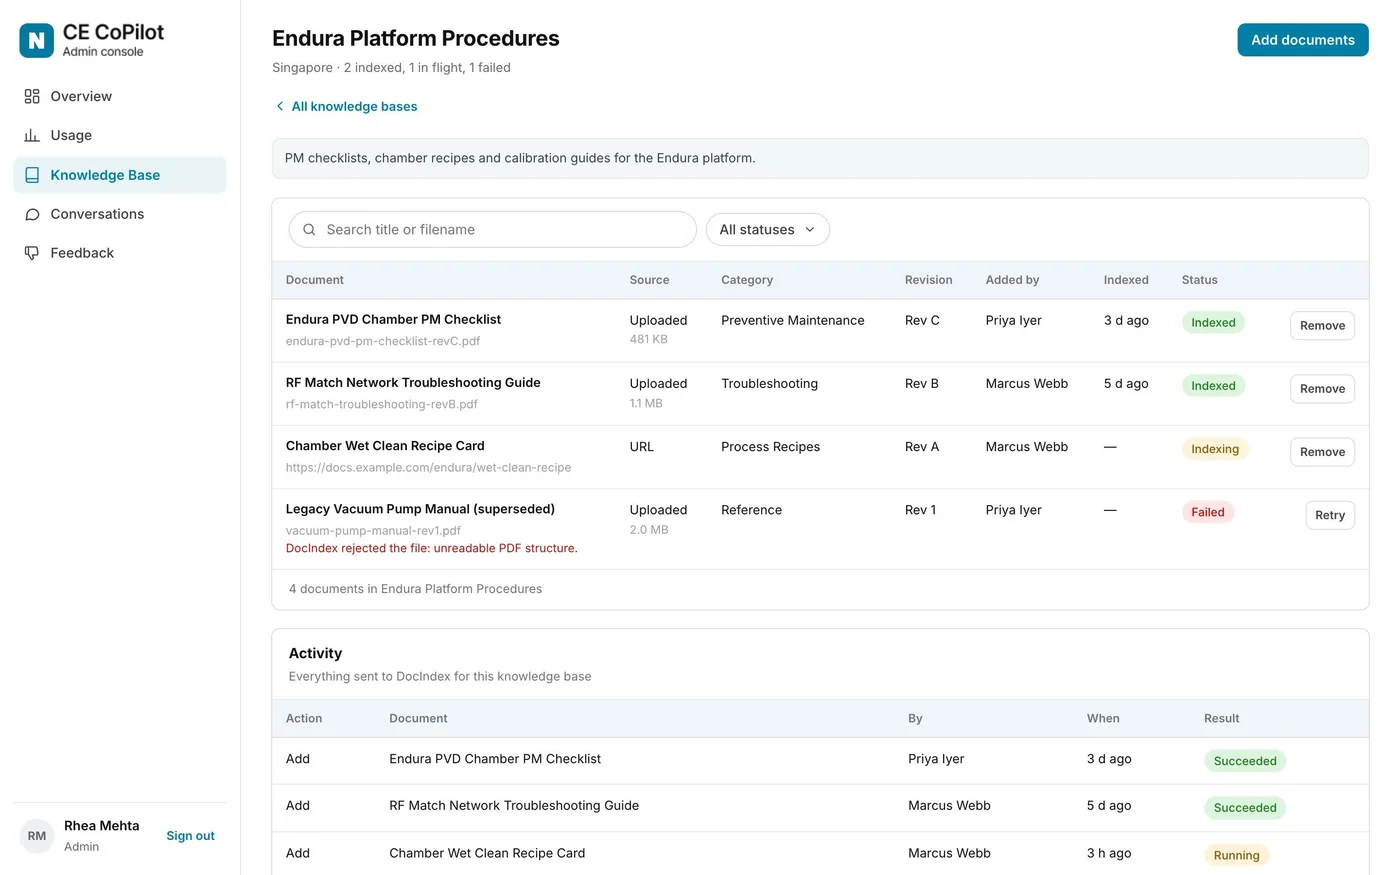 N
CE CoPilot
Admin console
Overview
Usage
Knowledge Base
Conversations
Feedback
RM
Rhea Mehta
Admin
Sign out
Endura Platform Procedures
Singapore · 2 indexed, 1 in flight, 1 failed
Add documents
All knowledge bases
PM checklists, chamber recipes and calibration guides for the Endura platform.
Search title or filename
All statuses
Document Source Category Revision Added by Indexed Status
Endura PVD Chamber PM Checklist Uploaded Preventive Maintenance Rev C Priya Iyer 3 d ago Indexed Remove
endura-pvd-pm-checklist-revC.pdf 481 KB
RF Match Network Troubleshooting Guide Uploaded Troubleshooting Rev B Marcus Webb 5 d ago Indexed Remove
rf-match-troubleshooting-revB.pdf 1.1 MB
Chamber Wet Clean Recipe Card URL Process Recipes Rev A Marcus Webb — Indexing Remove
https://docs.example.com/endura/wet-clean-recipe
Legacy Vacuum Pump Manual (superseded) Uploaded Reference Rev 1 Priya Iyer — Failed Retry
vacuum-pump-manual-rev1.pdf 2.0 MB
DocIndex rejected the file: unreadable PDF structure.
4 documents in Endura Platform Procedures
Activity
Everything sent to DocIndex for this knowledge base
Action Document By When Result
Add Endura PVD Chamber PM Checklist Priya Iyer 3 d ago Succeeded
Add RF Match Network Troubleshooting Guide Marcus Webb 5 d ago Succeeded
Add Chamber Wet Clean Recipe Card Marcus Webb 3 h ago Running